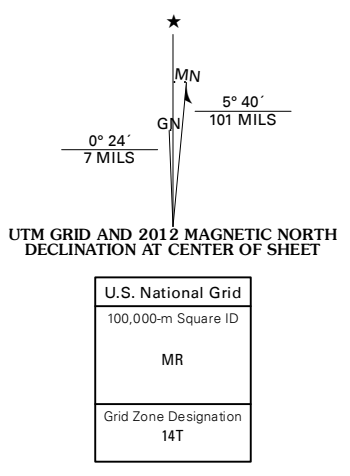 ★
MN
5° 40´
101 MILS
GN
0° 24´
7 MILS
UTM GRID AND 2012 MAGNETIC NORTH
DECLINATION AT CENTER OF SHEET
U.S. National Grid
100,000-m Square ID
MR
Grid Zone Designation
14T